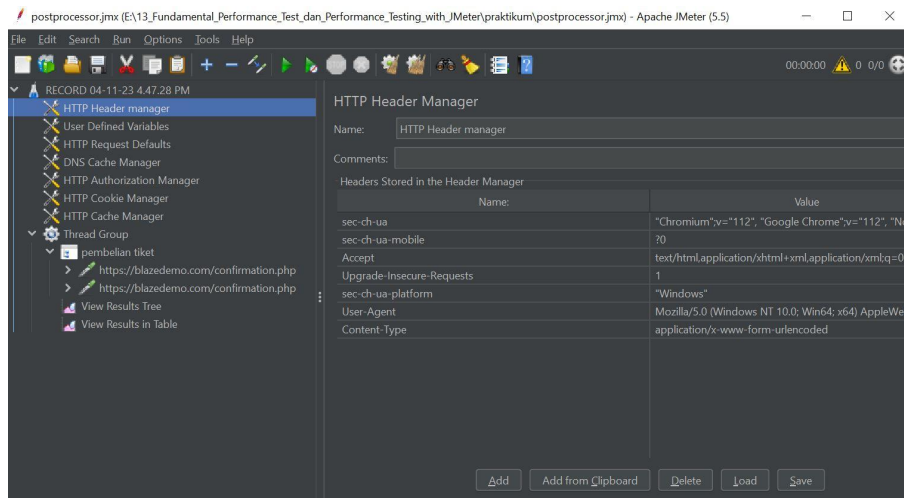 postprocessor.jmx (E:\13_Fundamental_Performance_Test_dan_Performance_Testing_with_JMeter\praktikum\postprocessor.jmx) - Apache JMeter (5.5)
File Edit Search Run Options Tools Help
00:00:00 0 0/0
RECORD 04-11-23 4.47.28 PM
HTTP Header manager
User Defined Variables
HTTP Request Defaults
DNS Cache Manager
HTTP Authorization Manager
HTTP Cookie Manager
HTTP Cache Manager
Thread Group
pembelian tiket
https://blazedemo.com/confirmation.php
https://blazedemo.com/confirmation.php
View Results Tree
View Results in Table
HTTP Header Manager
Name: HTTP Header manager
Comments:
Headers Stored in the Header Manager
Name: Value
sec-ch-ua "Chromium";v="112", "Google Chrome";v="112", "No
sec-ch-ua-mobile ?0
Accept text/html,application/xhtml+xml,application/xml;q=0
Upgrade-Insecure-Requests 1
sec-ch-ua-platform "Windows"
User-Agent Mozilla/5.0 (Windows NT 10.0; Win64; x64) AppleWe
Content-Type application/x-www-form-urlencoded
Add Add from Clipboard Delete Load Save